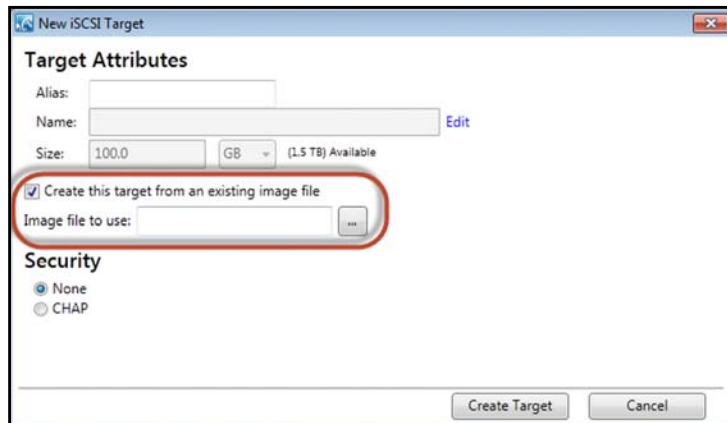 New iSCSI Target
Target Attributes
Alias:
Name: Edit
Size: 100.0 GB (1.5 TB) Available
Create this target from an existing image file
Image file to use: ...
Security
None
CHAP
Create Target Cancel